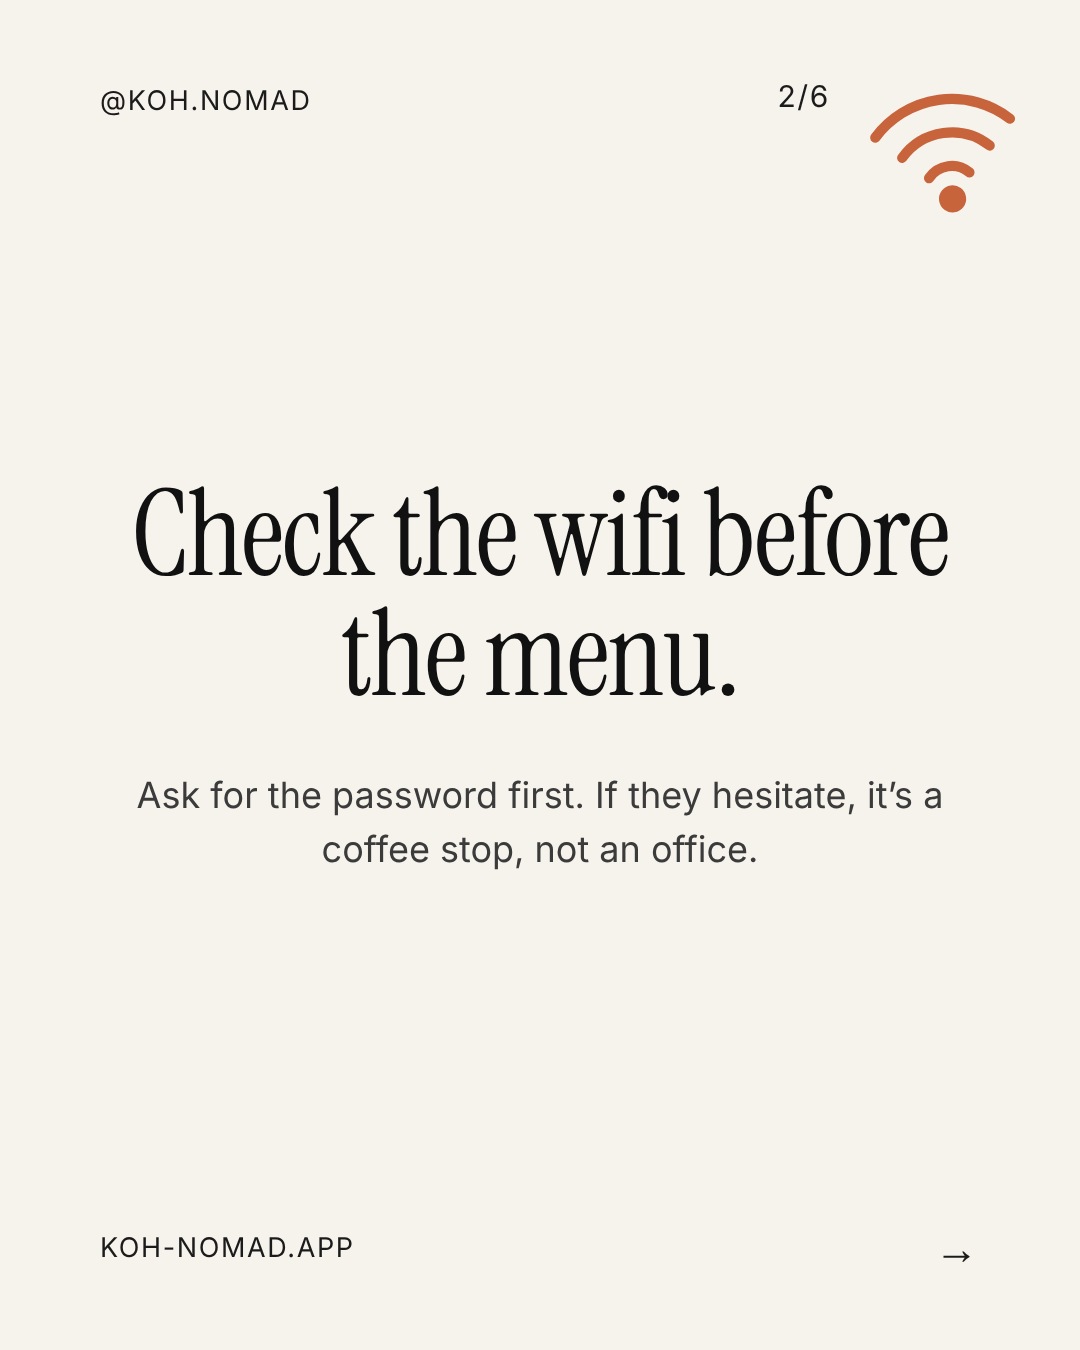 @KOH.NOMAD
2/6
Check the wifi before
the menu.
Ask for the password first. If they hesitate, it’s a
coffee stop, not an office.
KOH-NOMAD.APP
→